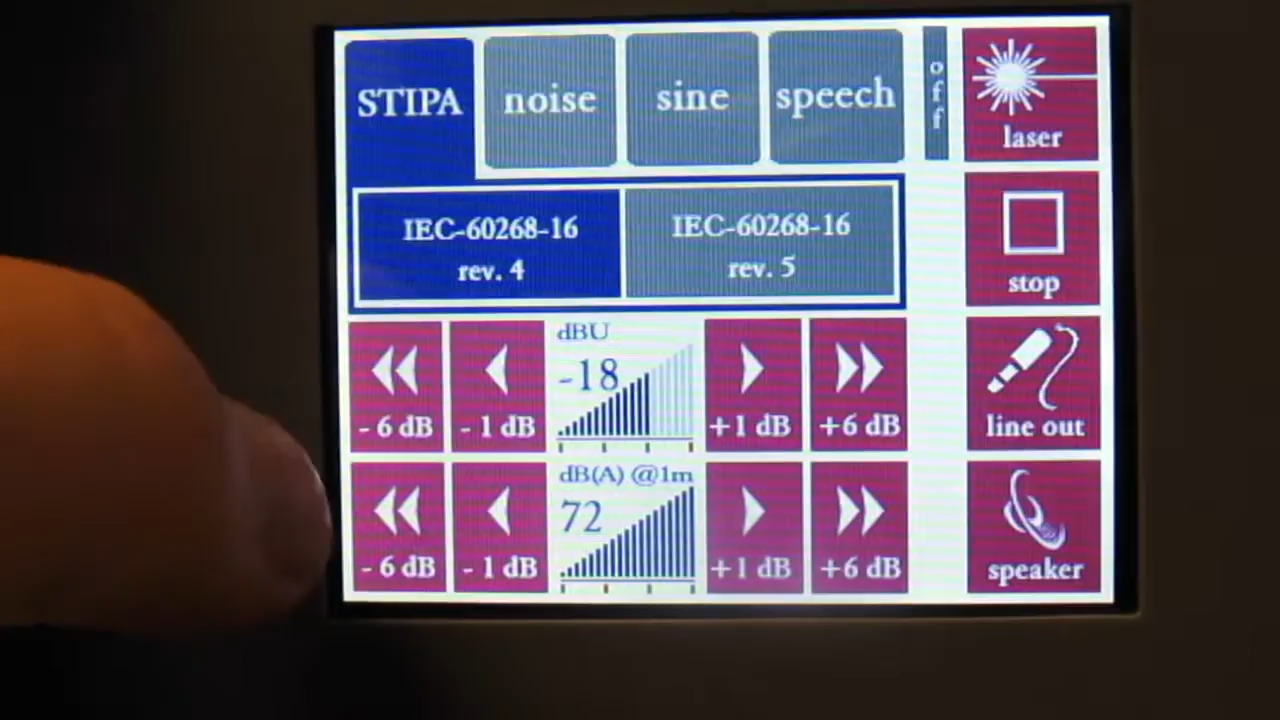 STIPA
noise
sine
speech
off
laser
IEC-60268-16
rev. 4
IEC-60268-16
rev. 5
stop
dBU
-18
- 6 dB
- 1 dB
+1 dB
+6 dB
line out
dB(A) @1m
72
- 6 dB
- 1 dB
+1 dB
+6 dB
speaker